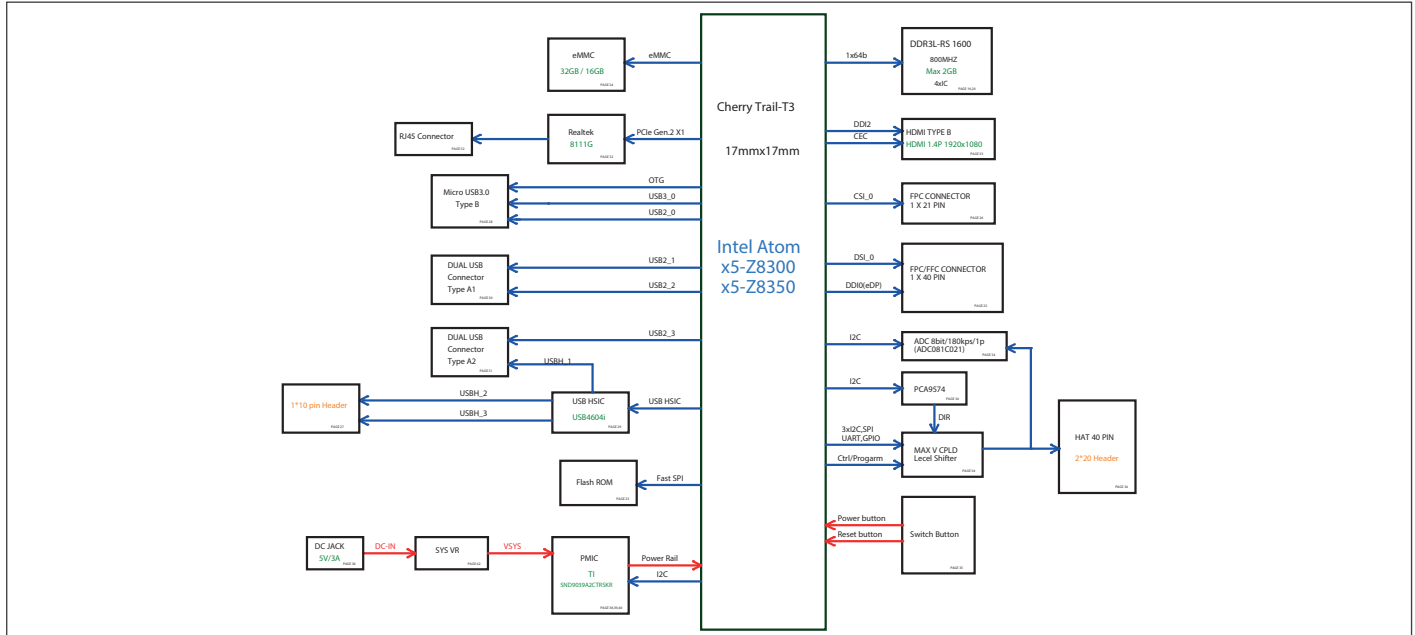 eMMC
32GB / 16GB
PAGE 24
eMMC
1x64b
DDR3L-RS 1600
800MHZ
Max 2GB
4xIC
Cherry Trail-T3
17mmx17mm
RJ45 Connector
Realtek
8111G
PCIe Gen.2 X1
DDI2
CEC
HDMI TYPE B
HDMI 1.4P 1920x1080
Micro USB3.0
Type B
OTG
USB3_0
USB2_0
CSI_0
FPC CONNECTOR
1 X 21 PIN
Intel Atom
x5-Z8300
x5-Z8350
DUAL USB
Connector
Type A1
USB2_1
USB2_2
DSI_0
DDI0(eDP)
FPC/FFC CONNECTOR
1 X 40 PIN
DUAL USB
Connector
Type A2
USB2_3
USBH_1
I2C
ADC 8bit/180kps/1p
(ADC081C021)
1*10 pin Header
USBH_2
USBH_3
USB HSIC
USB4604i
USB HSIC
I2C
PCA9574
DIR
3xI2C,SPI
UART,GPIO
Ctrl/Progarm
MAX V CPLD
Lecel Shifter
HAT 40 PIN
2*20 Header
Flash ROM
Fast SPI
Power button
Reset button
Switch Button
DC JACK
5V/3A
DC-IN
SYS VR
VSYS
PMIC
TI
SND9039A2CTRSKR
Power Rail
I2C